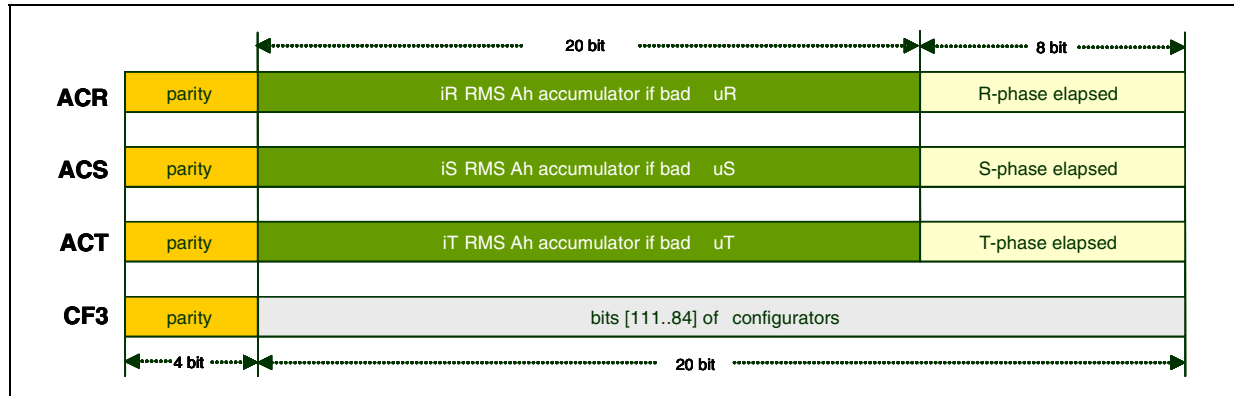 20 bit 8 bit
ACR parity iR RMS Ah accumulator if bad uR R-phase elapsed
ACS parity iS RMS Ah accumulator if bad uS S-phase elapsed
ACT parity iT RMS Ah accumulator if bad uT T-phase elapsed
CF3 parity bits [111..84] of configurators
4 bit 20 bit